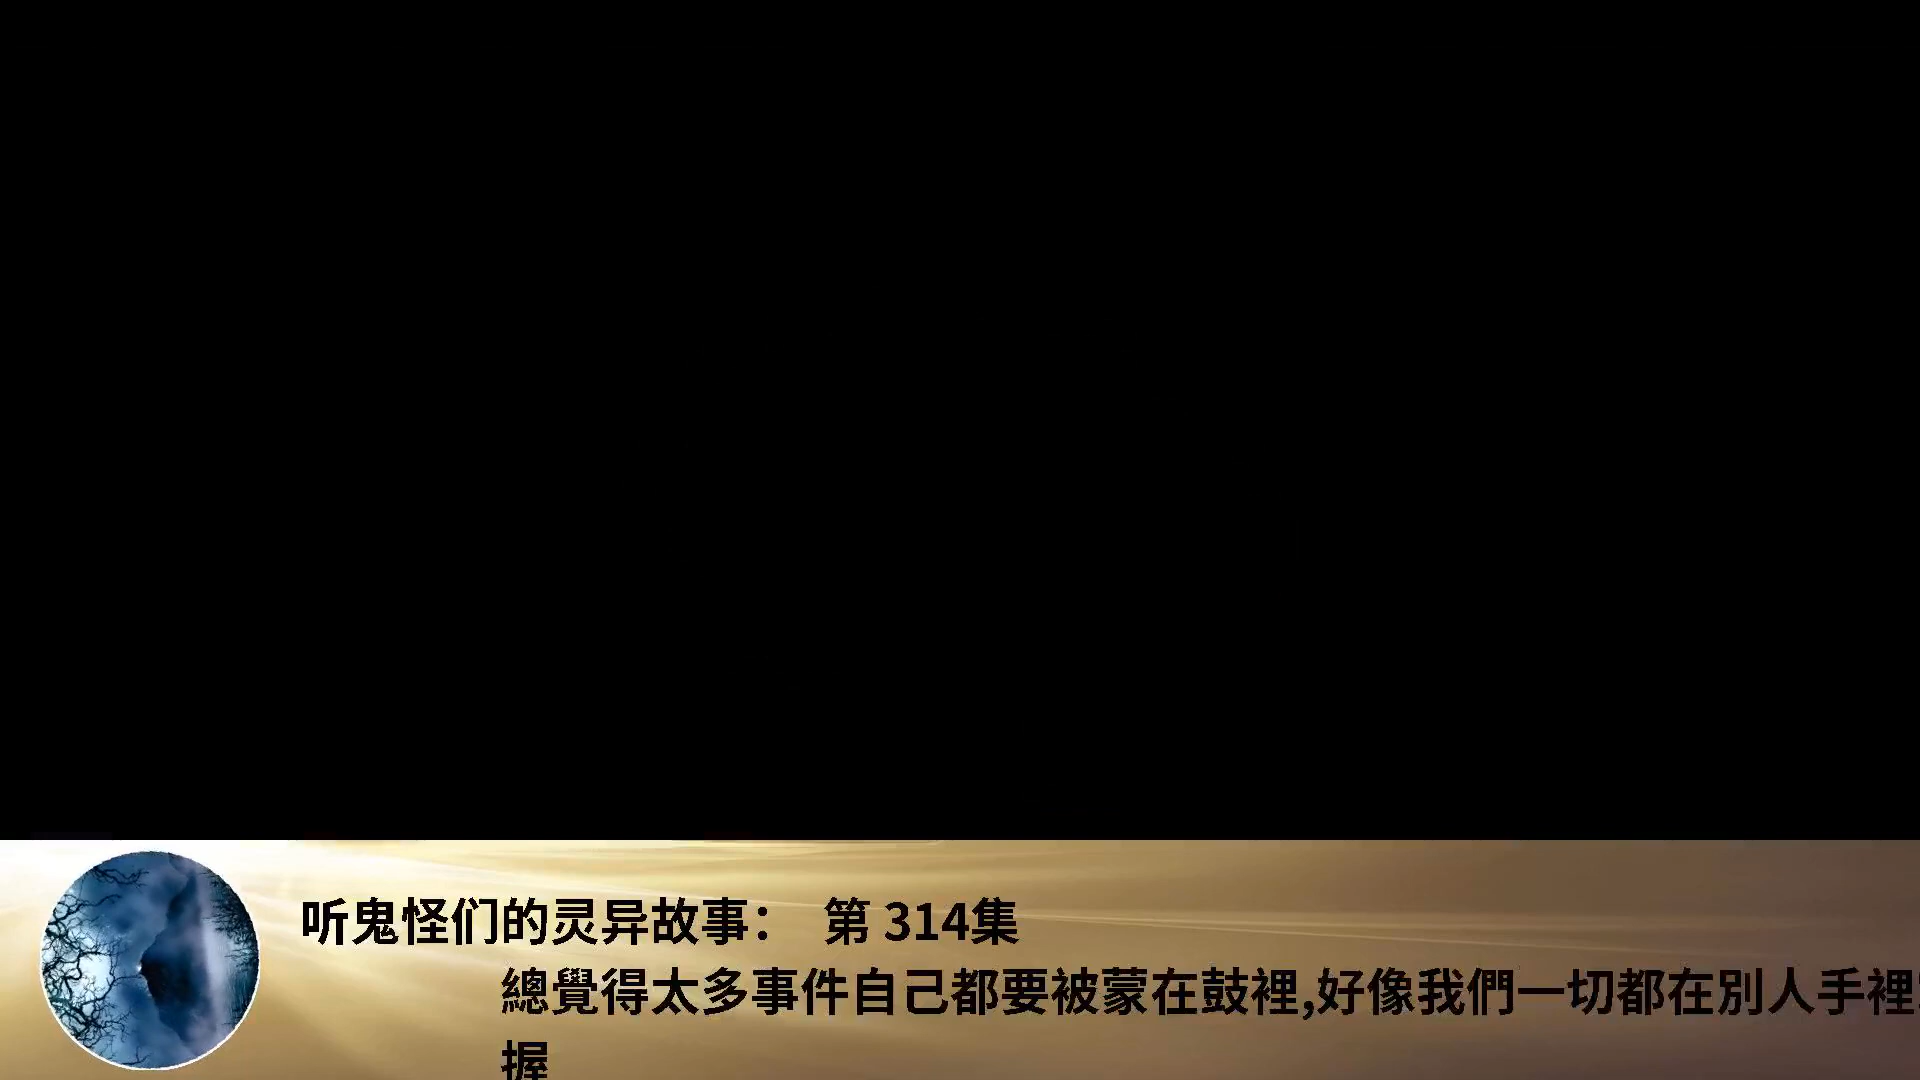 听鬼怪们的灵异故事： 第 314集
總覺得太多事件自己都要被蒙在鼓裡,好像我們一切都在別人手裡
握